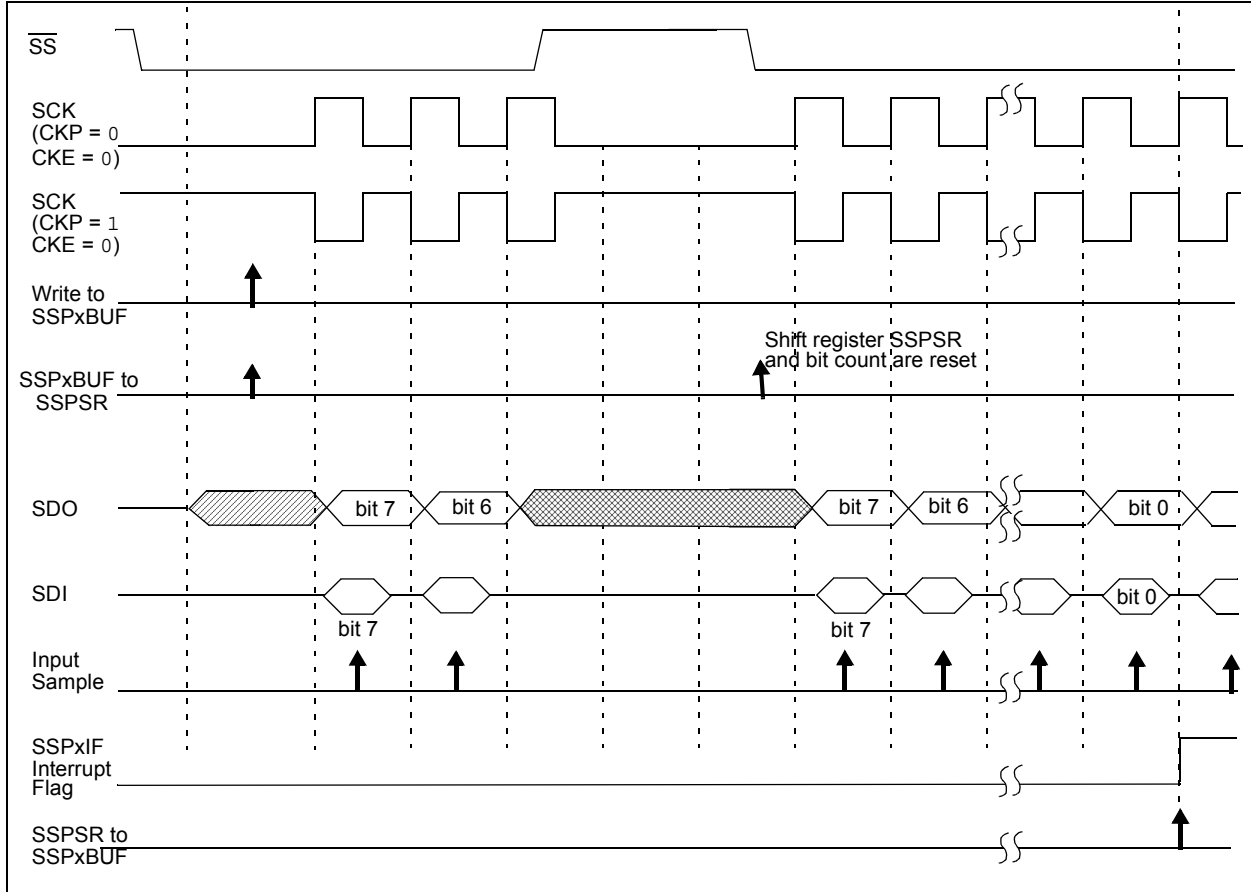 SS
SCK
(CKP = 0
CKE = 0)
SCK
(CKP = 1
CKE = 0)
Write to
SSPxBUF
Shift register SSPSR
and bit count are reset
SSPxBUF to
SSPSR
SDO
bit 7
bit 6
bit 7
bit 6
bit 0
SDI
bit 0
bit 7
bit 7
Input
Sample
SSPxIF
Interrupt
Flag
SSPSR to
SSPxBUF